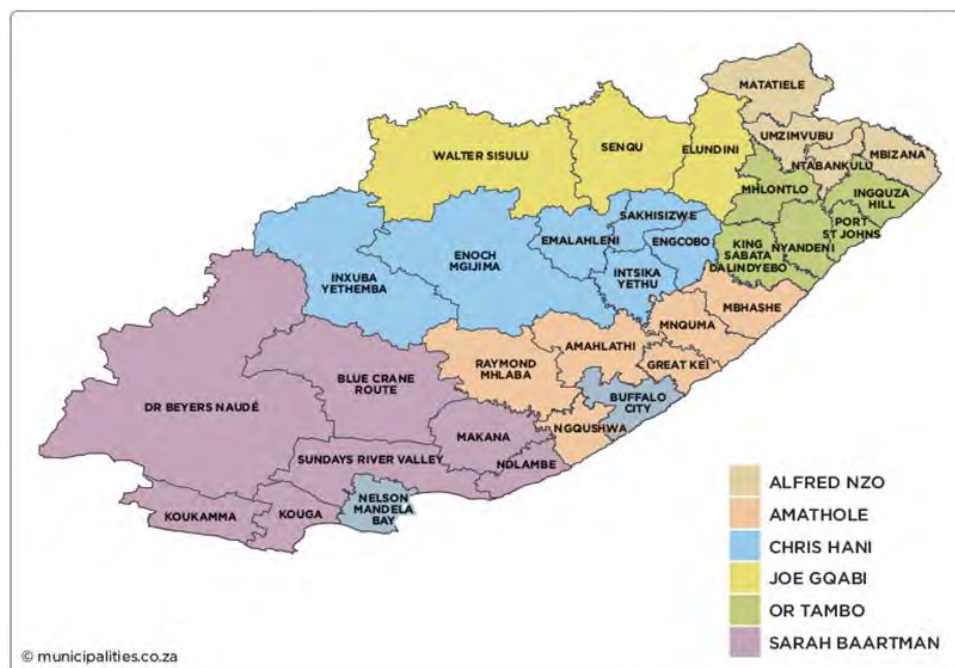 MATATIELE
UMZIMVUBU
MBIZANA
NTABANKULU
WALTER SISULU
SENQU
ELUNDINI
MHLONTLO
INGQUZA
HILL
PORT
ST JOHNS
NYANDENI
KING
SABATA
DALINDYEBO
SAKHISIZWE
EMALAHLENI
ENGCOBO
INTSIKA
YETHU
ENOCH
MGIJIMA
INXUBA
YETHEMBA
MBHASHE
MNQUMA
AMAHLATHI
GREAT KEI
RAYMOND
MHLABA
BUFFALO
CITY
NGQUSHWA
BLUE CRANE
ROUTE
DR BEYERS NAUDÉ
MAKANA
NDLAMBE
SUNDAYS RIVER VALLEY
NELSON
MANDELA
BAY
KOUGA
KOUKAMMA
ALFRED NZO
AMATHOLE
CHRIS HANI
JOE GQABI
OR TAMBO
SARAH BAARTMAN
© municipalities.co.za